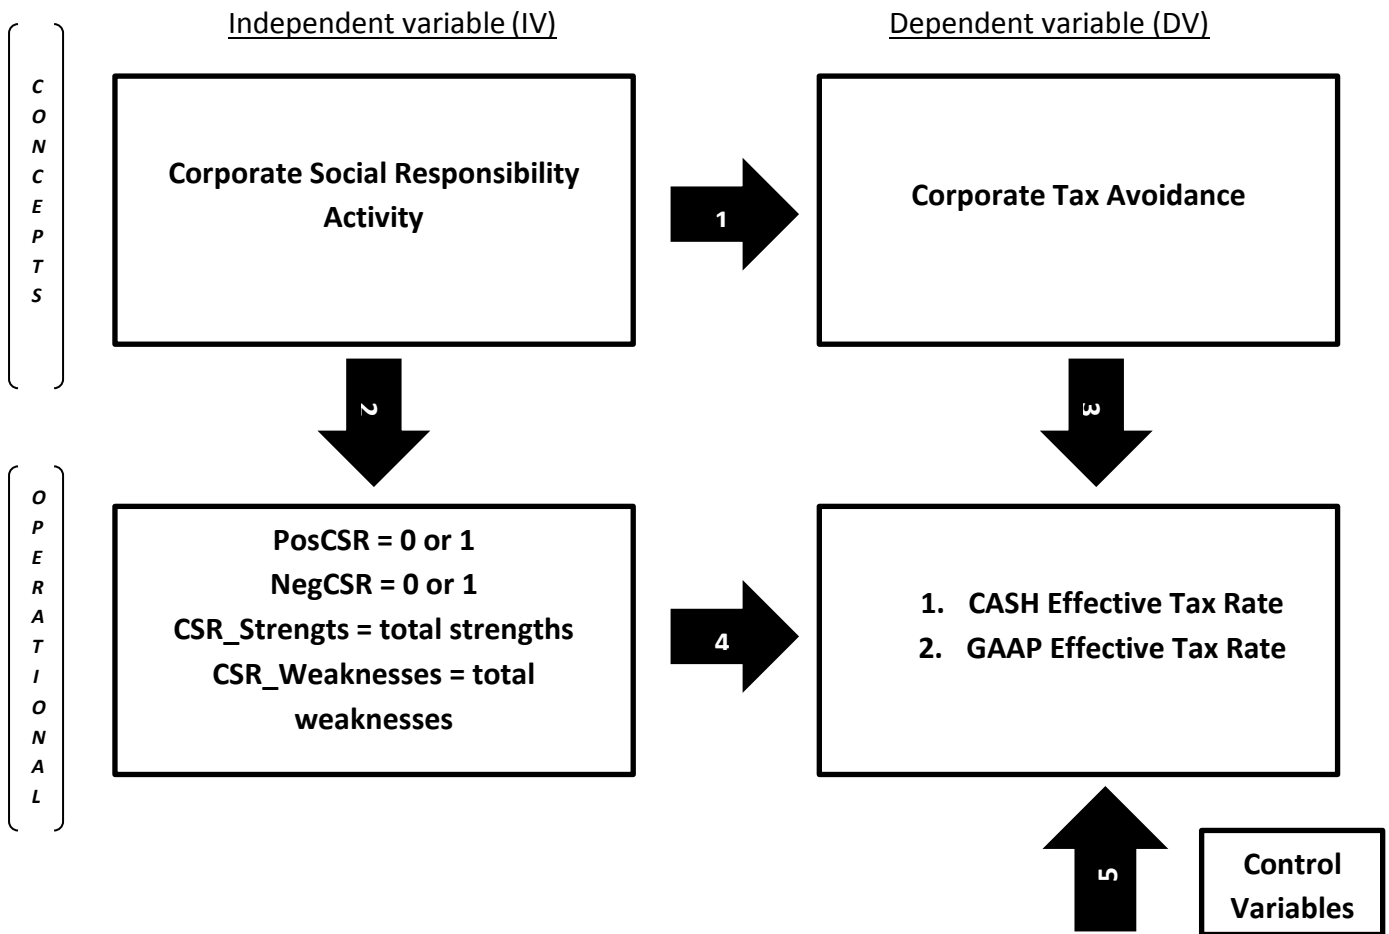 Independent variable (IV)
Dependent variable (DV)
C
O
N
C
E
P
T
S
Corporate Social Responsibility
Activity
1
Corporate Tax Avoidance
2
3
O
P
E
R
A
T
I
O
N
A
L
PosCSR = 0 or 1
NegCSR = 0 or 1
CSR_Strengts = total strengths
CSR_Weaknesses = total
weaknesses
4
1. CASH Effective Tax Rate
2. GAAP Effective Tax Rate
5
Control
Variables